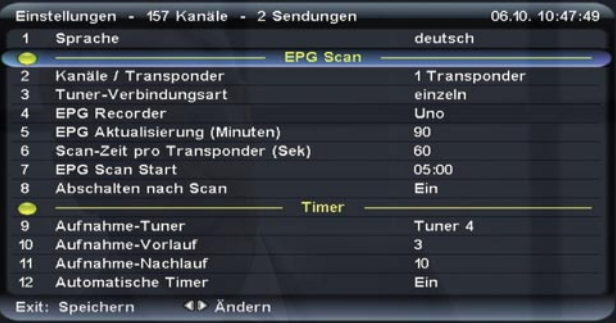 Einstellungen - 157 Kanäle - 2 Sendungen 06.10. 10:47:49
1 Sprache deutsch
EPG Scan
2 Kanäle / Transponder 1 Transponder
3 Tuner-Verbindungsart einzeln
4 EPG Recorder Uno
5 EPG Aktualisierung (Minuten) 90
6 Scan-Zeit pro Transponder (Sek) 60
7 EPG Scan Start 05:00
8 Abschalten nach Scan Ein
Timer
9 Aufnahme-Tuner Tuner 4
10 Aufnahme-Vorlauf 3
11 Aufnahme-Nachlauf 10
12 Automatische Timer Ein
Exit: Speichern Ändern